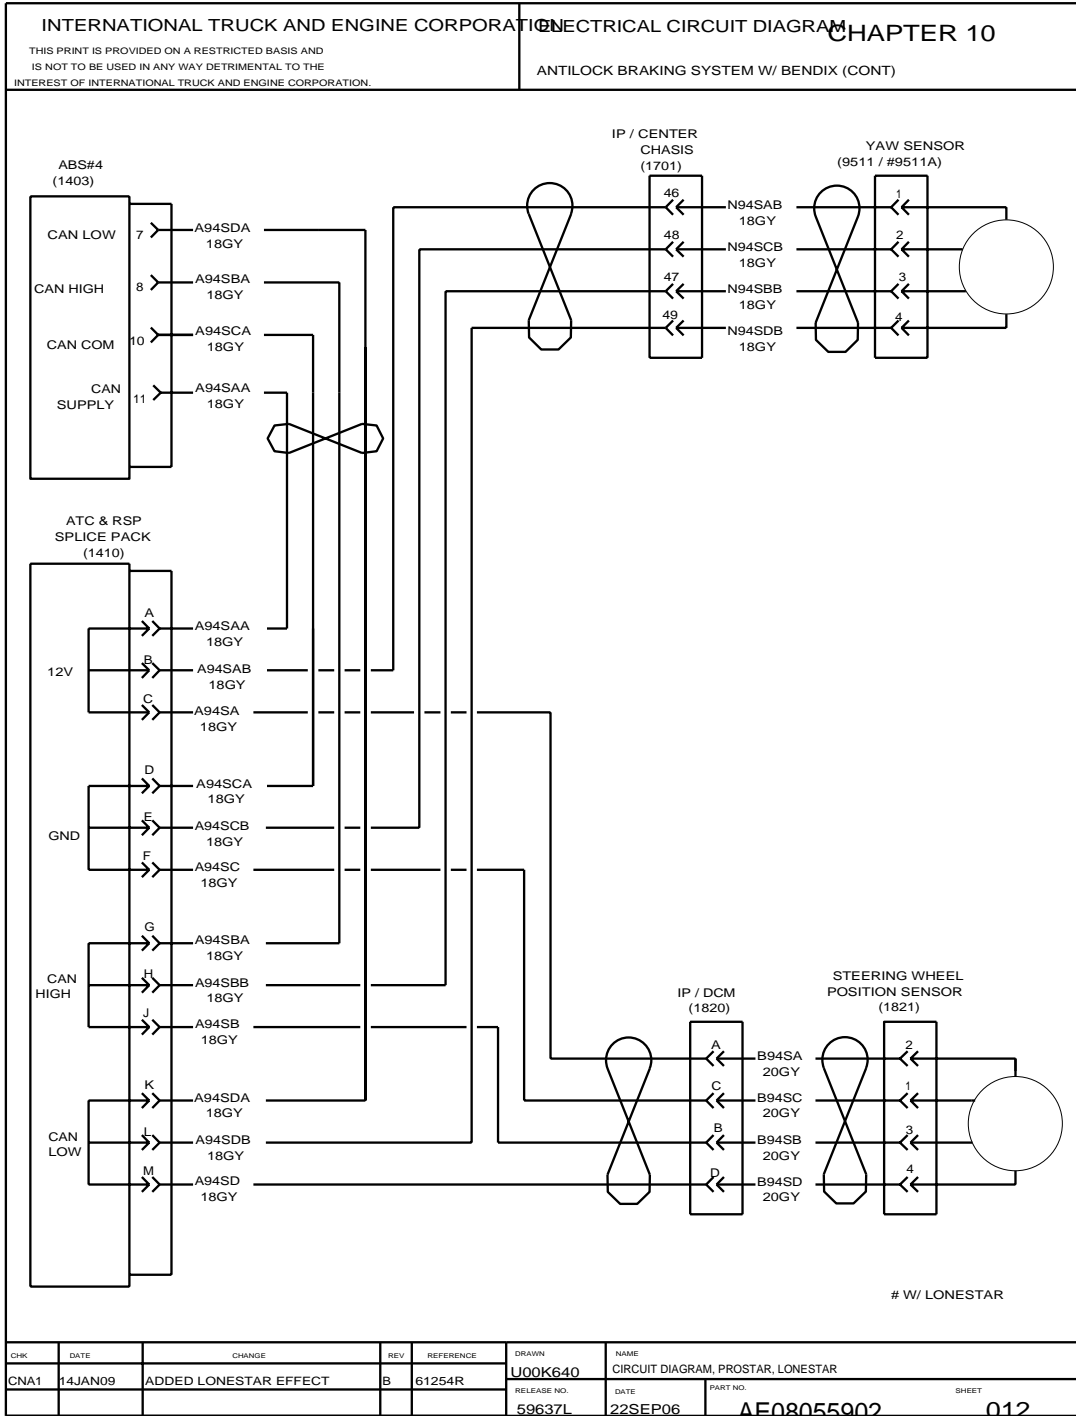 INTERNATIONAL TRUCK AND ENGINE CORPORATION
THIS PRINT IS PROVIDED ON A RESTRICTED BASIS AND
IS NOT TO BE USED IN ANY WAY DETRIMENTAL TO THE
INTEREST OF INTERNATIONAL TRUCK AND ENGINE CORPORATION.
ELECTRICAL CIRCUIT DIAGRAM
CHAPTER 10
ANTILOCK BRAKING SYSTEM W/ BENDIX (CONT)
ABS#4
(1403)
CAN LOW 7 A94SDA
18GY
CAN HIGH 8 A94SBA
18GY
CAN COM 10 A94SCA
18GY
CAN
SUPPLY 11 A94SAA
18GY
IP / CENTER
CHASIS
(1701)
46
48
47
49
N94SAB
18GY
N94SCB
18GY
N94SBB
18GY
N94SDB
18GY
YAW SENSOR
(9511 / #9511A)
1
2
3
4
ATC & RSP
SPLICE PACK
(1410)
12V
A A94SAA
18GY
B A94SAB
18GY
C A94SA
18GY
GND
D A94SCA
18GY
E A94SCB
18GY
F A94SC
18GY
CAN
HIGH
G A94SBA
18GY
H A94SBB
18GY
J A94SB
18GY
CAN
LOW
K A94SDA
18GY
L A94SDB
18GY
M A94SD
18GY
IP / DCM
(1820)
A
C
B
D
B94SA
20GY
B94SC
20GY
B94SB
20GY
B94SD
20GY
STEERING WHEEL
POSITION SENSOR
(1821)
2
1
3
4
# W/ LONESTAR
CHK DATE CHANGE REV REFERENCE
CNA1 14JAN09 ADDED LONESTAR EFFECT B 61254R
DRAWN
U00K640
NAME
CIRCUIT DIAGRAM, PROSTAR, LONESTAR
RELEASE NO.
59637L
DATE
22SEP06
PART NO.
AE08055902
SHEET
012